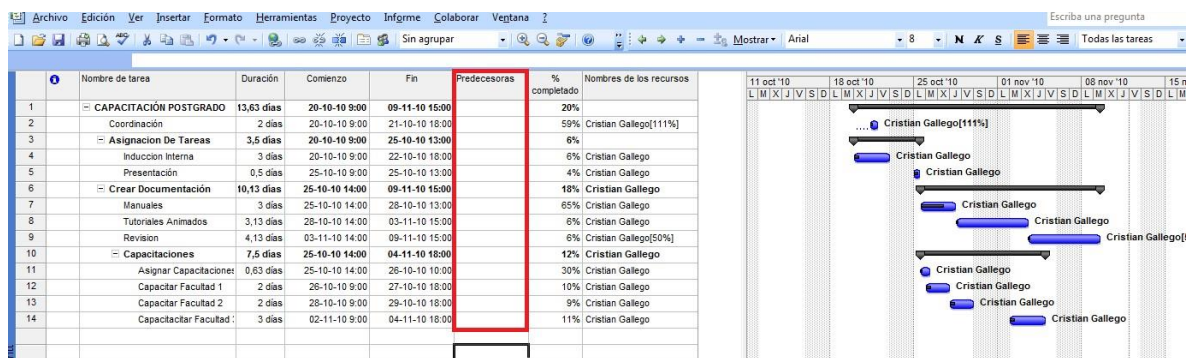 Archivo Edición Ver Insertar Formato Herramientas Proyecto Informe Colaborar Ventana ? Escriba una pregunta
Sin agrupar Mostrar Arial 8 N K S Todas las tareas
Nombre de tarea Duración Comienzo Fin Predecesoras % completado Nombres de los recursos
11 oct '10 18 oct '10 25 oct '10 01 nov '10 08 nov '10 15 n
L M X J V S D L M X J V S D L M X J V S D L M X J V S D L M X J V S D L M
1 CAPACITACIÓN POSTGRADO 13,63 días 20-10-10 9:00 09-11-10 15:00 20%
2 Coordinación 2 días 20-10-10 9:00 21-10-10 18:00 59% Cristian Gallego[111%] Cristian Gallego[111%]
3 Asignacion De Tareas 3,5 días 20-10-10 9:00 25-10-10 13:00 6%
4 Induccion Interna 3 días 20-10-10 9:00 22-10-10 18:00 6% Cristian Gallego Cristian Gallego
5 Presentación 0,5 días 25-10-10 9:00 25-10-10 13:00 4% Cristian Gallego Cristian Gallego
6 Crear Documentación 10,13 días 25-10-10 14:00 09-11-10 15:00 18% Cristian Gallego
7 Manuales 3 días 25-10-10 14:00 28-10-10 13:00 65% Cristian Gallego Cristian Gallego
8 Tutoriales Animados 3,13 días 28-10-10 14:00 03-11-10 15:00 6% Cristian Gallego Cristian Gallego
9 Revision 4,13 días 03-11-10 14:00 09-11-10 15:00 6% Cristian Gallego[50%] Cristian Gallego[
10 Capacitaciones 7,5 días 25-10-10 14:00 04-11-10 18:00 12% Cristian Gallego
11 Asignar Capacitaciones 0,63 días 25-10-10 14:00 26-10-10 10:00 30% Cristian Gallego Cristian Gallego
12 Capacitar Facultad 1 2 días 26-10-10 9:00 27-10-10 18:00 10% Cristian Gallego Cristian Gallego
13 Capacitar Facultad 2 2 días 28-10-10 9:00 29-10-10 18:00 9% Cristian Gallego Cristian Gallego
14 Capacitacitar Facultad 3 días 02-11-10 9:00 04-11-10 18:00 11% Cristian Gallego Cristian Gallego